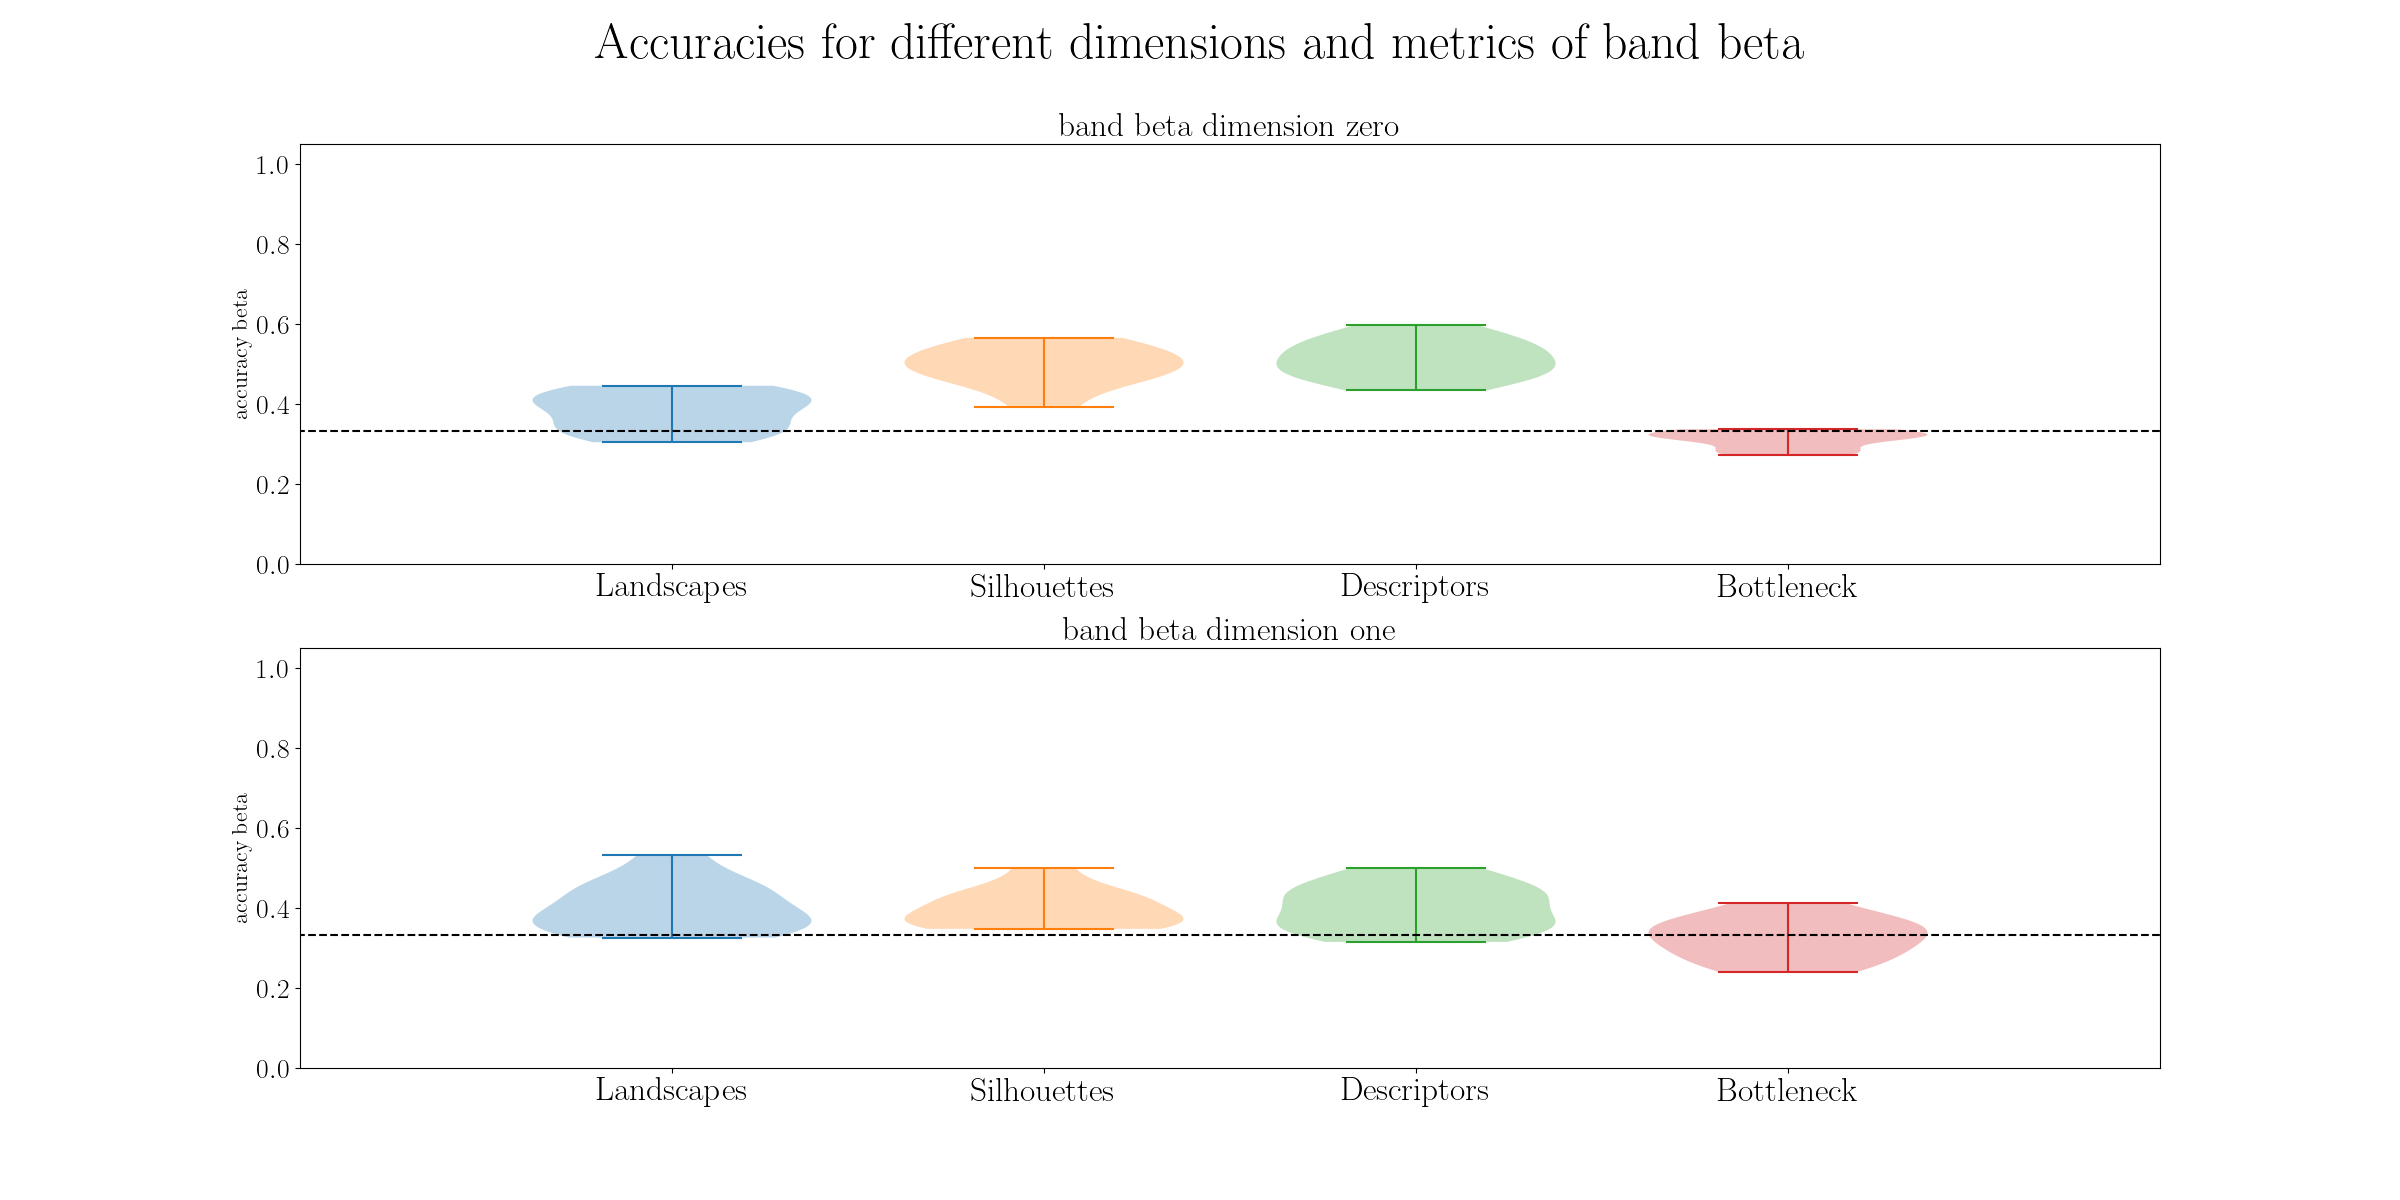 Accuracies for different dimensions and metrics of band beta
band beta dimension zero
accuracy beta
1.0
0.8
0.6
0.4
0.2
0.0
Landscapes Silhouettes Descriptors Bottleneck
band beta dimension one
accuracy beta
1.0
0.8
0.6
0.4
0.2
0.0
Landscapes Silhouettes Descriptors Bottleneck